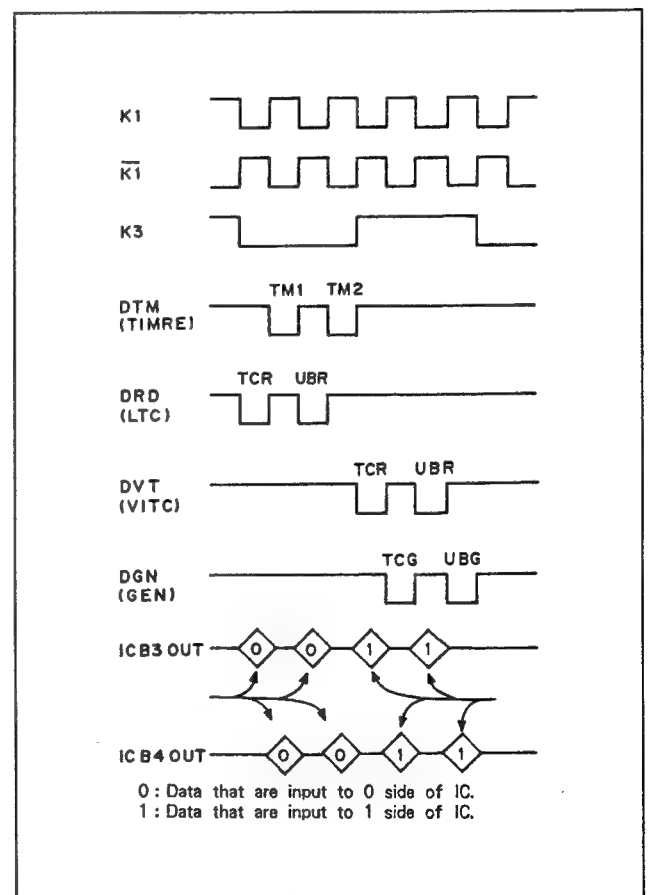 K1
K1
K3
TM1 TM2
DTM
(TIMRE)
TCR UBR
DRD
(LTC)
TCR UBR
DVT
(VITC)
TCG UBG
DGN
(GEN)
ICB3 OUT 0 0 1 1
ICB4 OUT 0 0 1 1
0 : Data that are input to 0 side of IC.
1 : Data that are input to 1 side of IC.